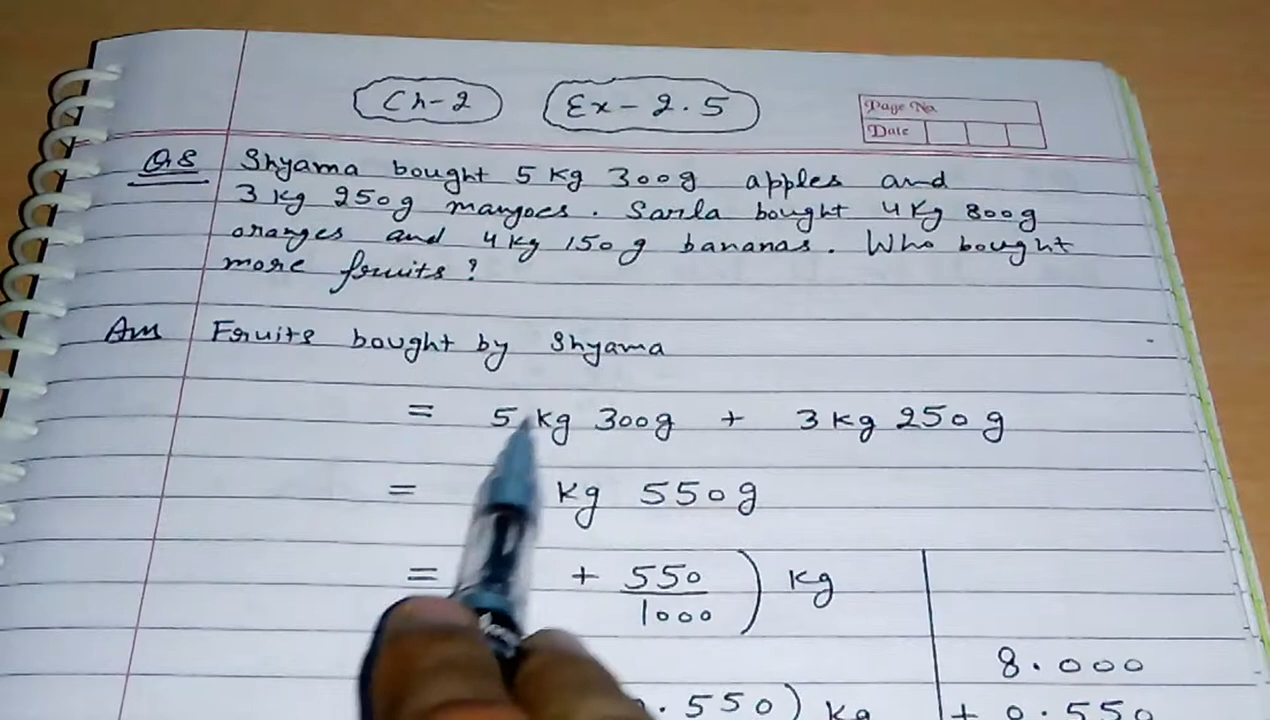 Ch-2 Ex-2.5
Page No.
Date
Q8 Shyama bought 5 Kg 300g apples and
3 Kg 250g mangoes. Sarla bought 4 Kg 800g
oranges and 4 Kg 150 g bananas. Who bought
more fruits?
Ans Fruits bought by Shyama
= 5 Kg 300g + 3 Kg 250 g
= kg 550g
= + 550/1000 ) kg
8.000
.550) kg + 0.550